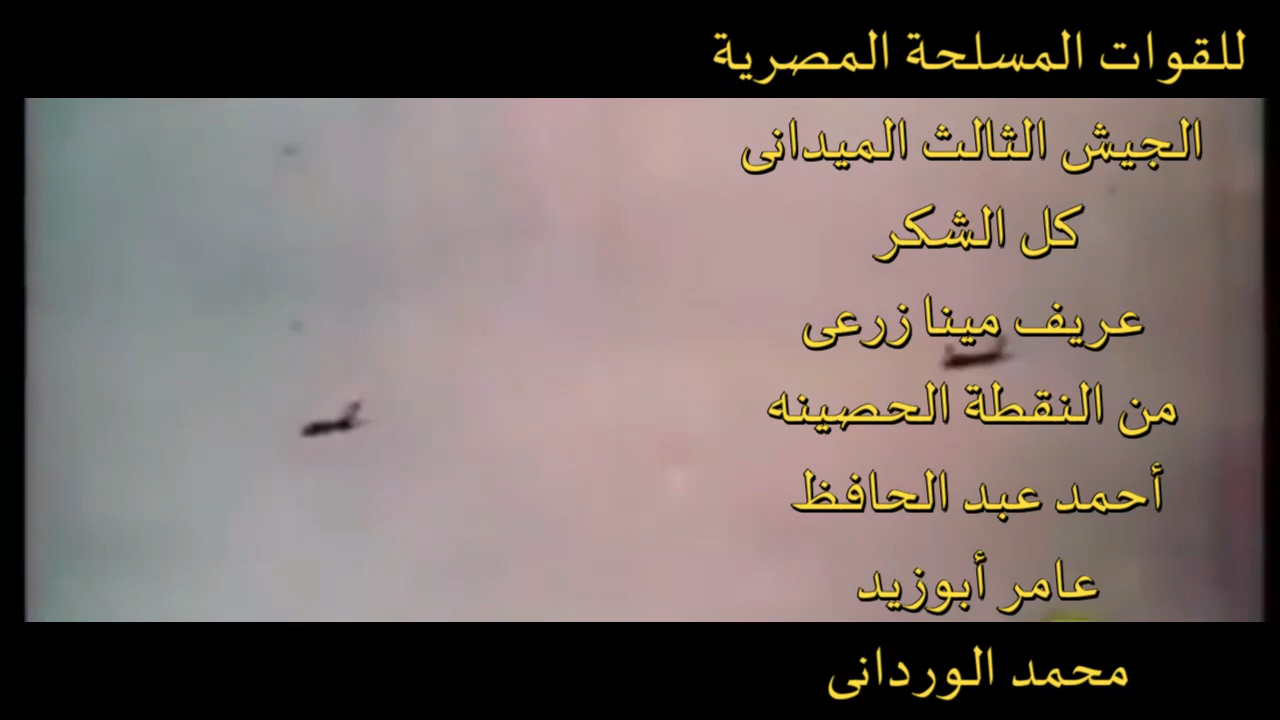 للقوات المسلحة المصرية
الجيش الثالث الميدانى
كل الشكر
عريف مينا زرعى
من النقطة الحصينه
أحمد عبد الحافظ
عامر أبوزيد
محمد الوردانى